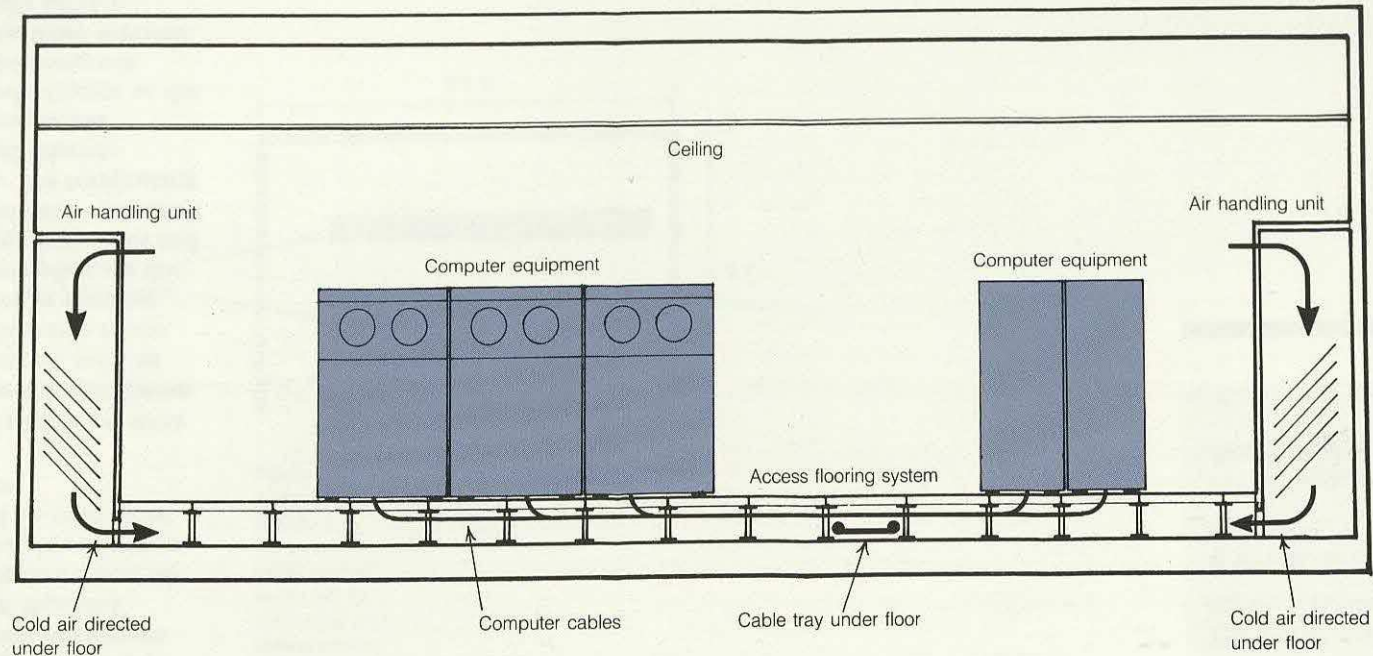 Ceiling
Air handling unit
Air handling unit
Computer equipment
Computer equipment
Access flooring system
Cold air directed
under floor
Computer cables
Cable tray under floor
Cold air directed
under floor